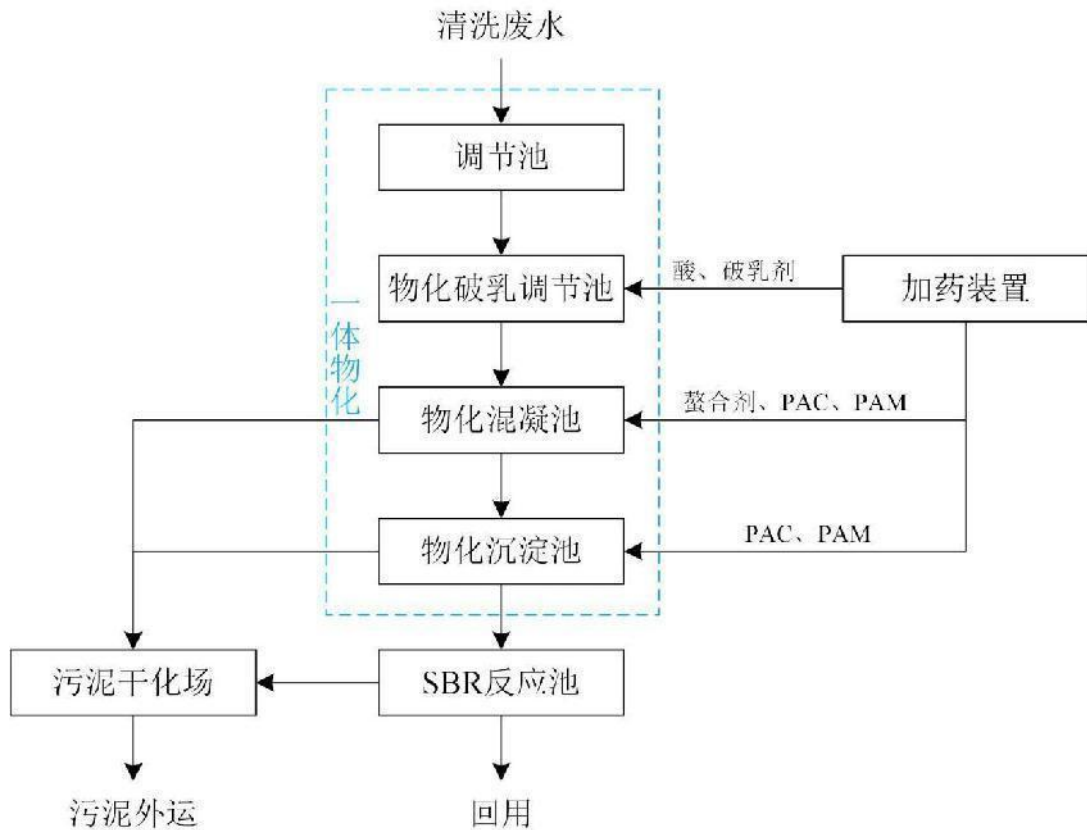 清洗废水
调节池
物化破乳调节池
酸、破乳剂
加药装置
一体物化
物化混凝池
螯合剂、PAC、PAM
物化沉淀池
PAC、PAM
污泥干化场
SBR反应池
污泥外运
回用